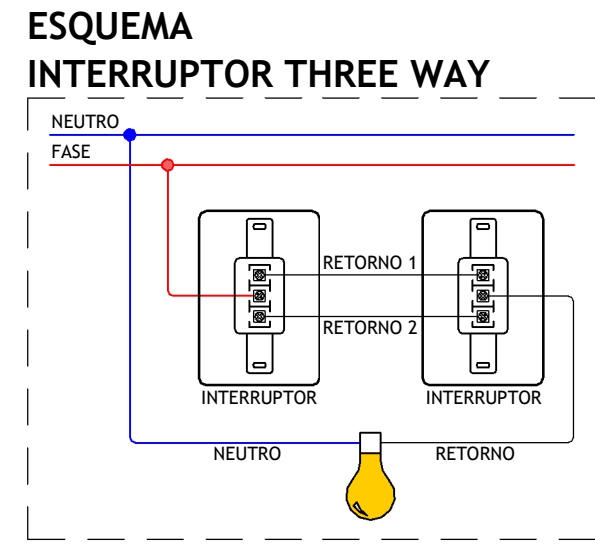 ESQUEMA
INTERRUPTOR THREE WAY
NEUTRO
FASE
RETORNO 1
RETORNO 2
INTERRUPTOR
INTERRUPTOR
NEUTRO
RETORNO